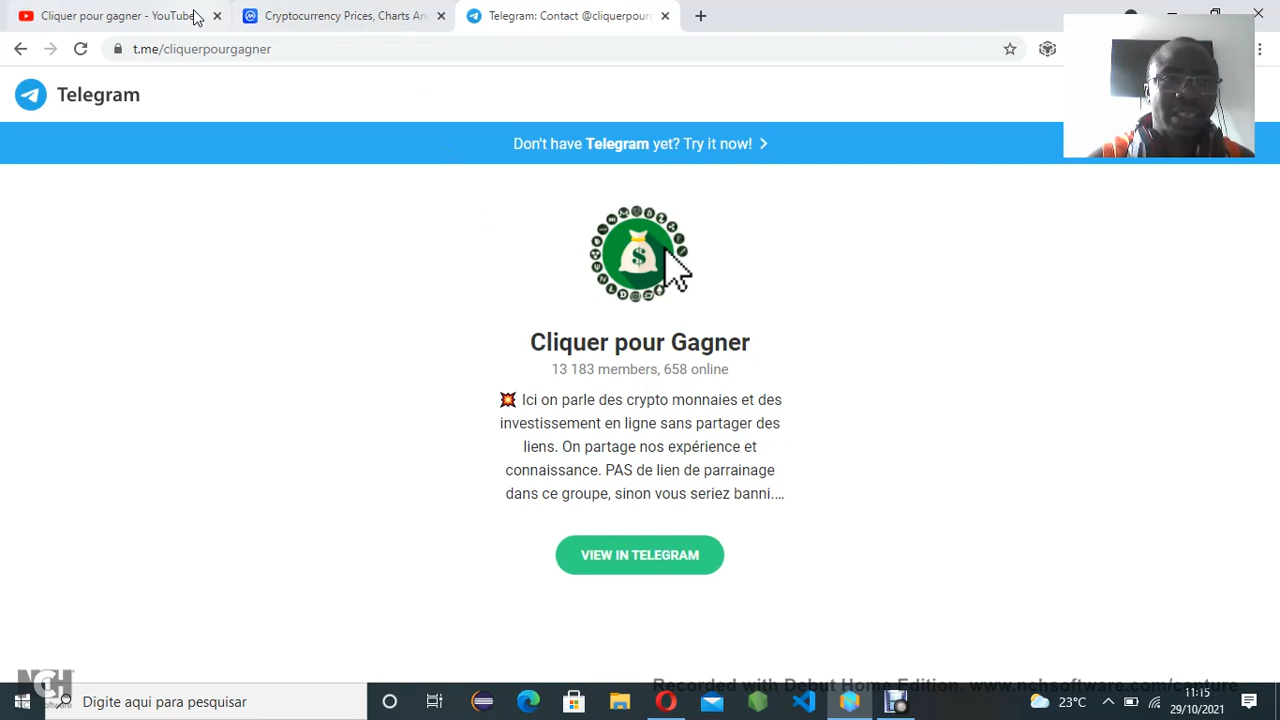 Cliquer pour gagner - YouTube
Cryptocurrency Prices, Charts An
Telegram: Contact @cliquerpourg
t.me/cliquerpourgagner
Telegram
Don't have Telegram yet? Try it now!
Cliquer pour Gagner
13 183 members, 658 online
💥 Ici on parle des crypto monnaies et des
investissement en ligne sans partager des
liens. On partage nos expérience et
connaissance. PAS de lien de parrainage
dans ce groupe, sinon vous seriez banni....
VIEW IN TELEGRAM
NCH
Software
Recorded with Debut Home Edition. www.nchsoftware.com/capture
Digite aqui para pesquisar
23°C
11:15
29/10/2021